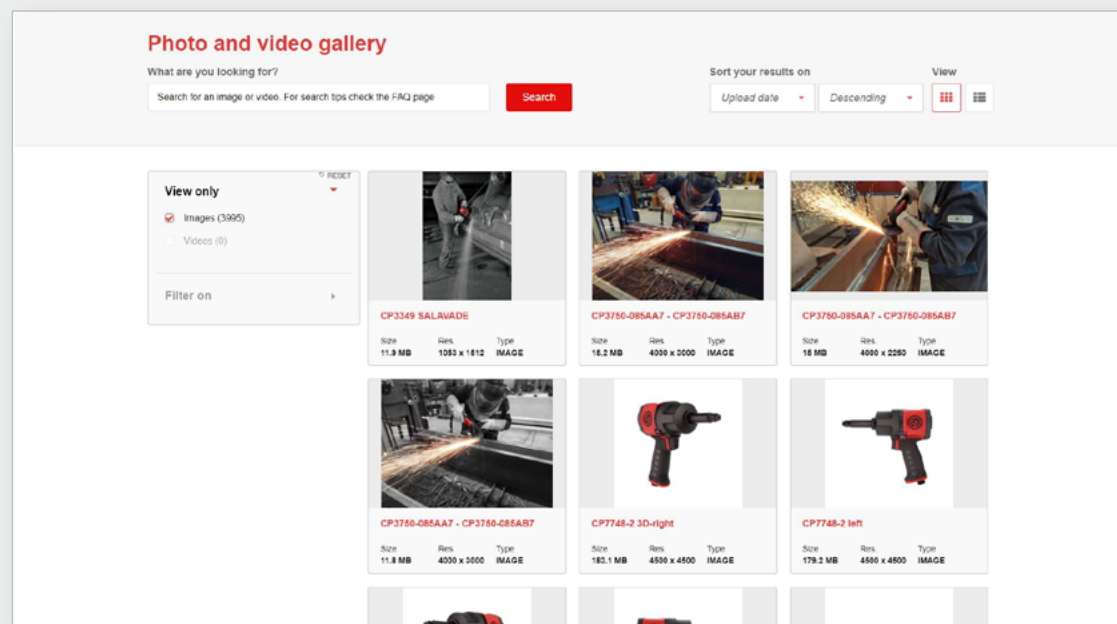 Photo and video gallery
What are you looking for?
Sort your results on
View
Search for an image or video. For search tips check the FAQ page
Search
Upload date
Descending
RESET
View only
Images (3995)
Videos (0)
Filter on
CP3349 SALAVADE
Size Res. Type
11.9 MB 1053 x 1512 IMAGE
CP3750-085AA7 - CP3750-085AB7
Size Res. Type
15.2 MB 4000 x 3000 IMAGE
CP3750-085AA7 - CP3750-085AB7
Size Res. Type
15 MB 4000 x 2250 IMAGE
CP3750-085AA7 - CP3750-085AB7
Size Res. Type
11.8 MB 4000 x 3000 IMAGE
CP7748-2 3D-right
Size Res. Type
183.1 MB 4500 x 4500 IMAGE
CP7748-2 left
Size Res. Type
179.2 MB 4500 x 4500 IMAGE